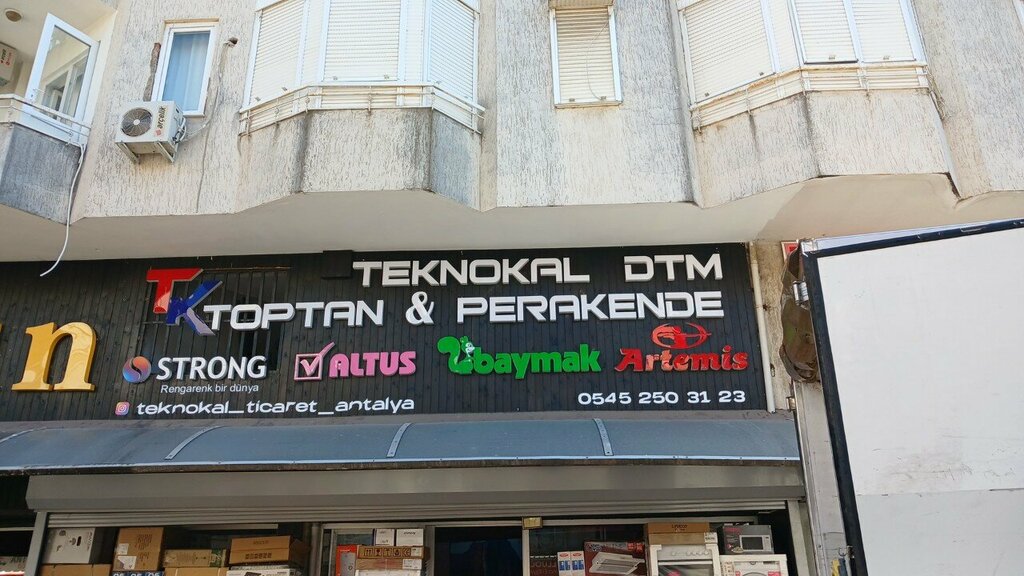 TEKNOKAL DTM
TK TOPTAN & PERAKENDE
n
STRONG
Rengarenk bir dünya
ALTUS
baymak
Artemis
teknokal_ticaret_antalya
0545 250 31 23